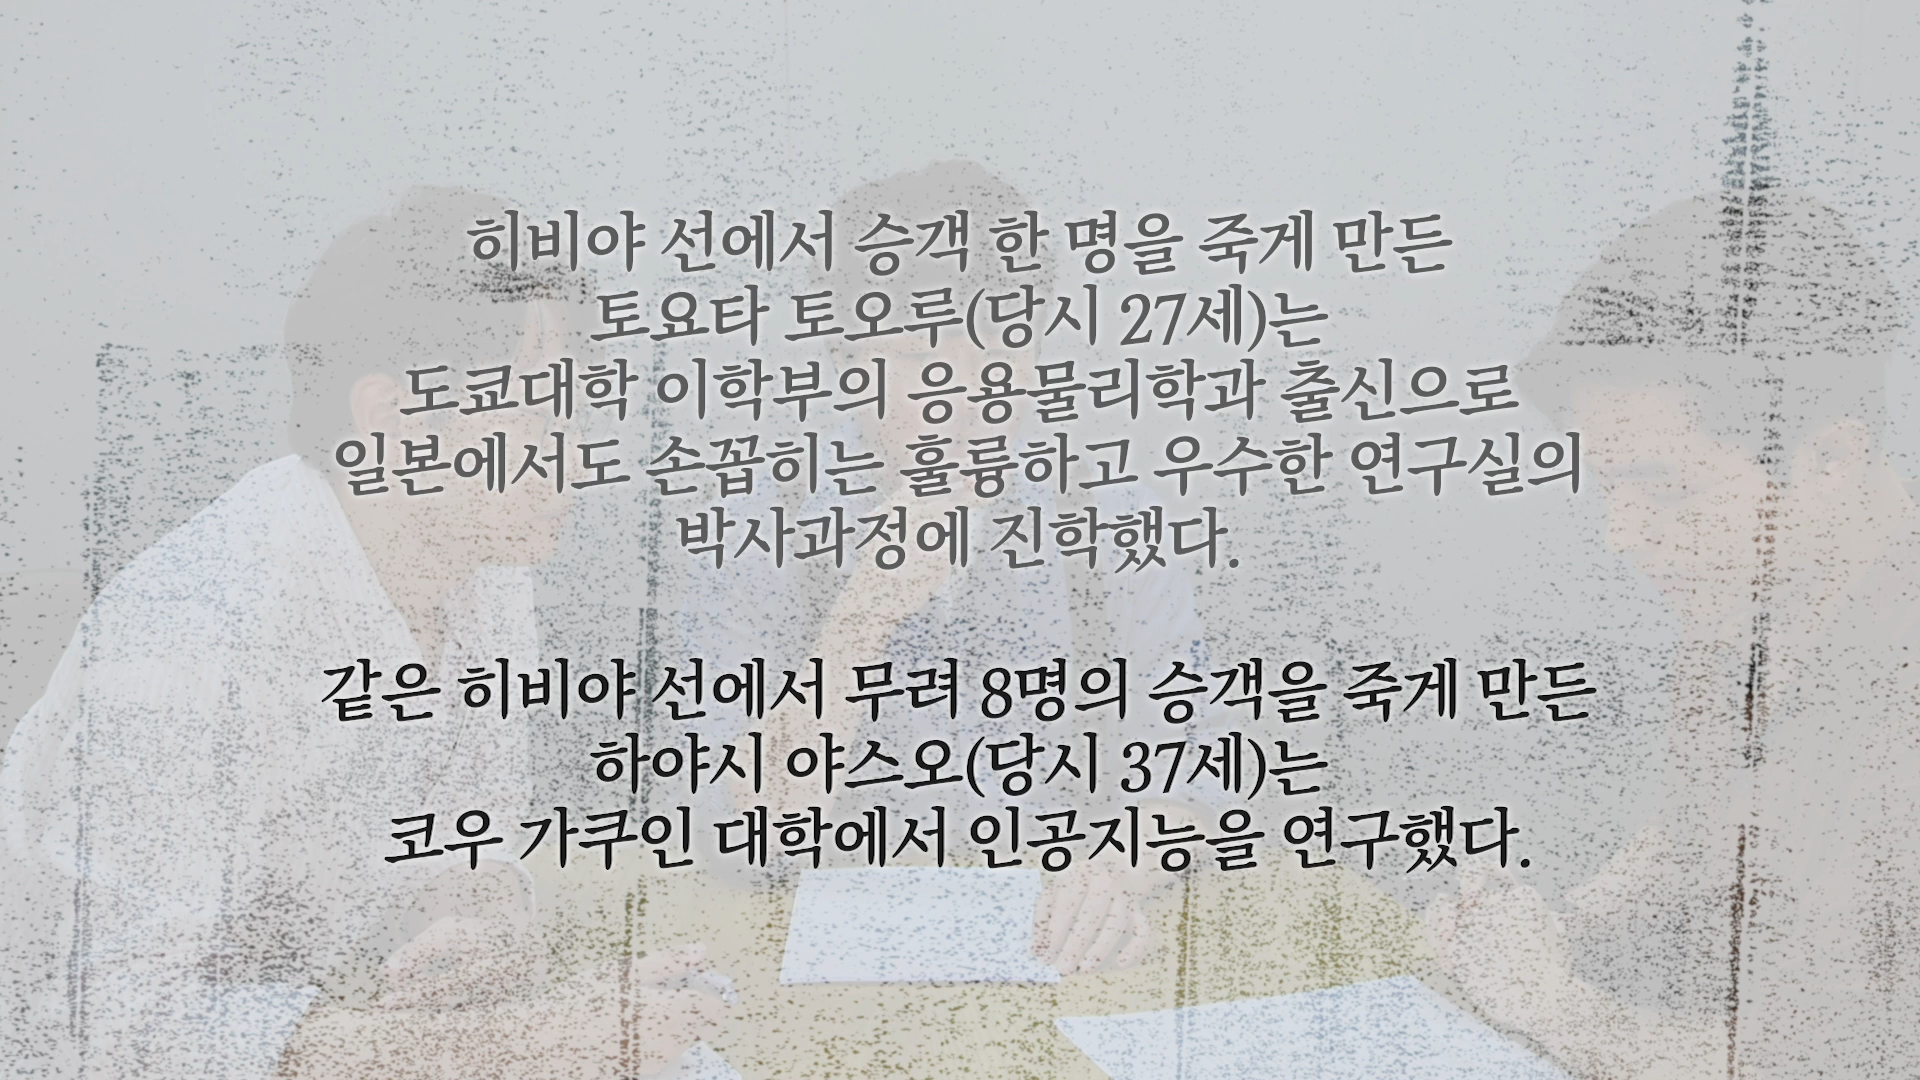 히비야 선에서 승객 한 명을 죽게 만든
토요타 토오루(당시 27세)는
도쿄대학 이학부의 응용물리학과 출신으로
일본에서도 손꼽히는 훌륭하고 우수한 연구실의
박사과정에 진학했다.
같은 히비야 선에서 무려 8명의 승객을 죽게 만든
하야시 야스오(당시 37세)는
코우 가쿠인 대학에서 인공지능을 연구했다.